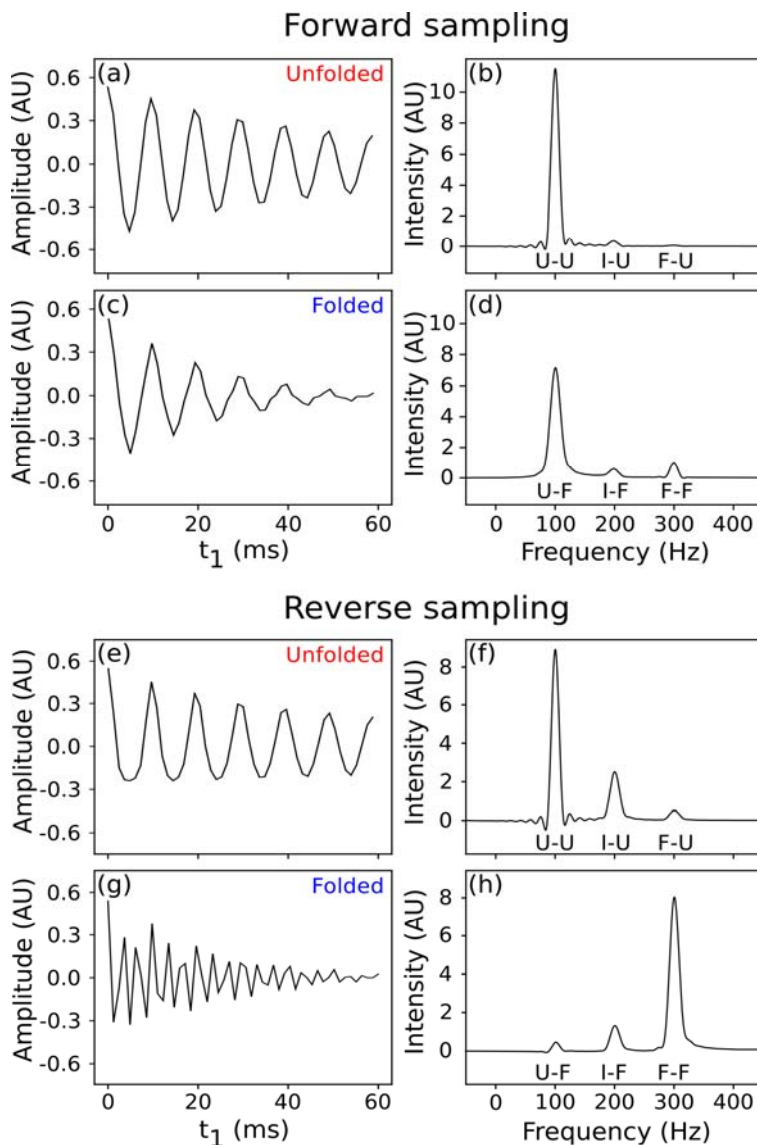 Forward sampling
(a) Unfolded
Amplitude (AU)
0.6
0.3
0.0
-0.3
-0.6
(b)
Intensity (AU)
10
8
6
4
2
0
U-U I-U F-U
(c) Folded
Amplitude (AU)
0.6
0.3
0.0
-0.3
-0.6
0 20 40 60
t1 (ms)
(d)
Intensity (AU)
10
8
6
4
2
0
U-F I-F F-F
0 100 200 300 400
Frequency (Hz)
Reverse sampling
(e) Unfolded
Amplitude (AU)
0.6
0.3
0.0
-0.3
-0.6
(f)
Intensity (AU)
8
6
4
2
0
U-U I-U F-U
(g) Folded
Amplitude (AU)
0.6
0.3
0.0
-0.3
-0.6
0 20 40 60
t1 (ms)
(h)
Intensity (AU)
8
6
4
2
0
U-F I-F F-F
0 100 200 300 400
Frequency (Hz)